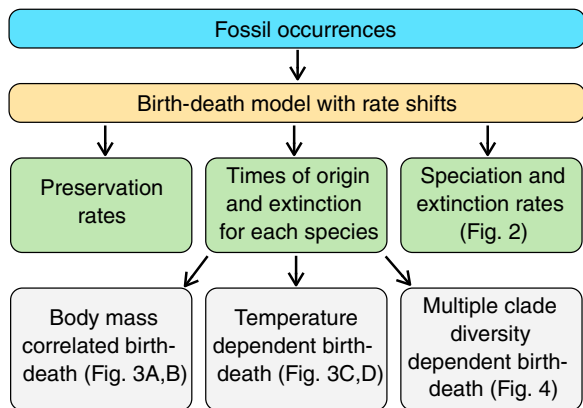 Fossil occurrences
Birth-death model with rate shifts
Preservation
rates
Times of origin
and extinction
for each species
Speciation and
extinction rates
(Fig. 2)
Body mass
correlated birth-
death (Fig. 3A,B)
Temperature
dependent birth-
death (Fig. 3C,D)
Multiple clade
diversity
dependent birth-
death (Fig. 4)